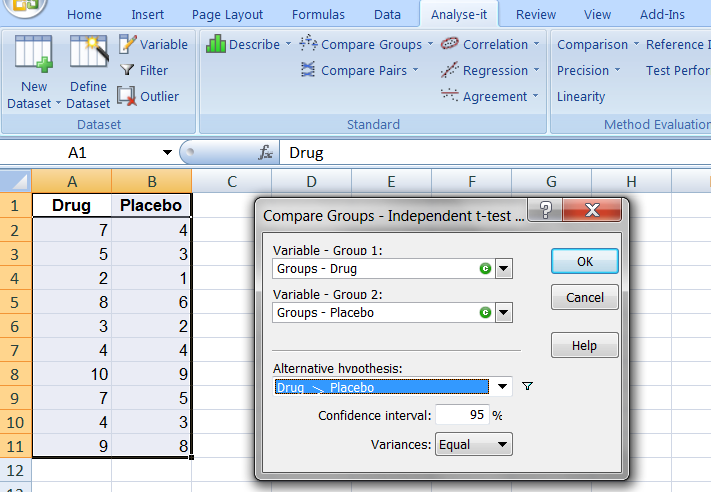 Home Insert Page Layout Formulas Data Analyse-it Review View Add-Ins
New Dataset
Define Dataset
Variable
Filter
Outlier
Dataset
Describe Compare Groups Correlation
Compare Pairs Regression
Agreement
Standard
Comparison Reference
Precision Test Perfor
Linearity
Method Evaluation
A1 fx Drug
A B C D E F G H
1 Drug Placebo
2 7 4
3 5 3
4 2 1
5 8 6
6 3 2
7 4 4
8 10 9
9 7 5
10 4 3
11 9 8
12
Compare Groups - Independent t-test ...
Variable - Group 1:
Groups - Drug
Variable - Group 2:
Groups - Placebo
Alternative hypothesis:
Drug > Placebo
Confidence interval: 95 %
Variances: Equal
OK
Cancel
Help